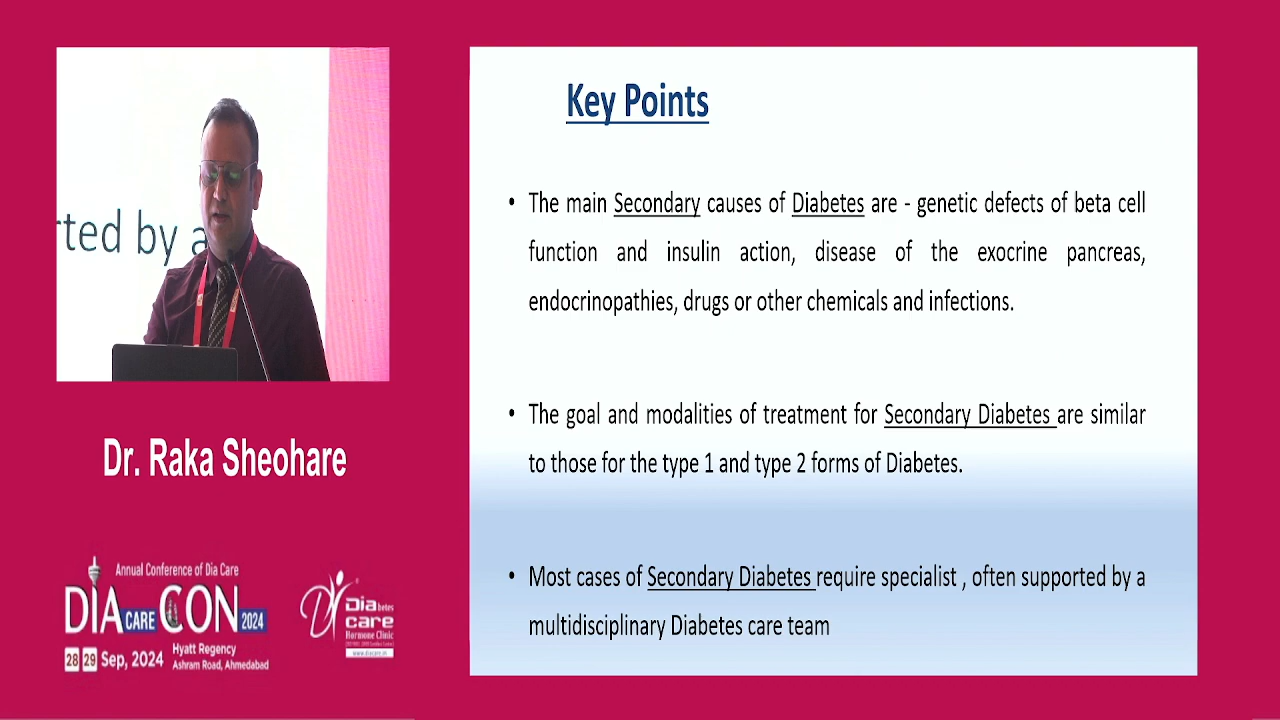 rted by a
Dr. Raka Sheohare
Annual Conference of Dia Care
DIA CARE CON 2024
28 29 Sep, 2024
Hyatt Regency
Ashram Road, Ahmedabad
Diabetes
care
Hormone Clinic
Key Points
• The main Secondary causes of Diabetes are - genetic defects of beta cell
function and insulin action, disease of the exocrine pancreas,
endocrinopathies, drugs or other chemicals and infections.
• The goal and modalities of treatment for Secondary Diabetes are similar
to those for the type 1 and type 2 forms of Diabetes.
• Most cases of Secondary Diabetes require specialist , often supported by a
multidisciplinary Diabetes care team